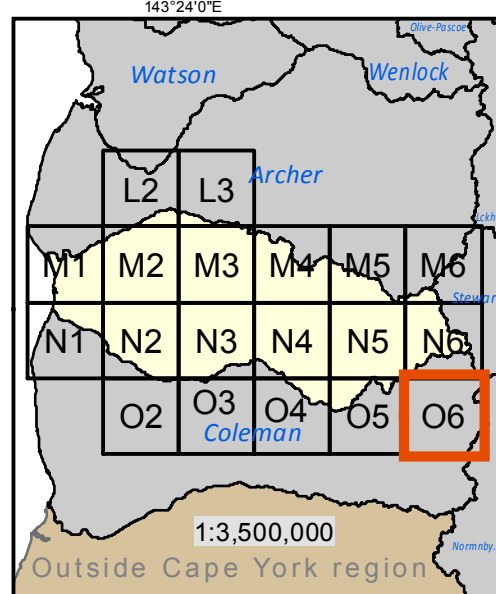 143°24'0"E
Olive-Pascoe
Watson
Wenlock
L2 L3
Archer
Lckh
M1 M2 M3 M4 M5 M6
Stewar
N1 N2 N3 N4 N5 N6
O2 O3 O4 O5 O6
Coleman
1:3,500,000
Normnby.
Outside Cape York region